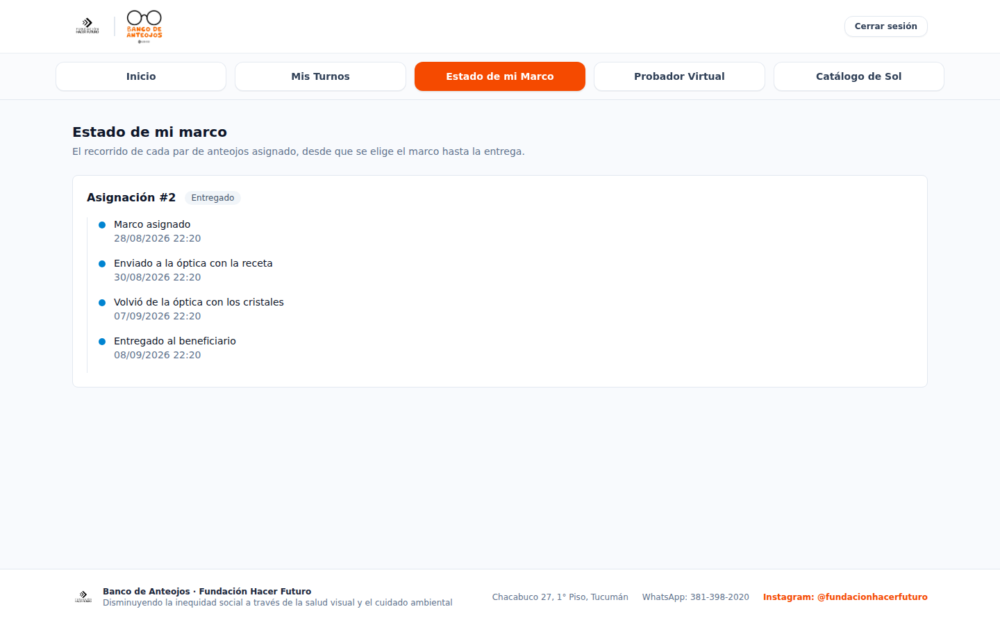 FUNDACIÓN
HACER FUTURO
BANCO DE
ANTEOJOS
Cerrar sesión
Inicio
Mis Turnos
Estado de mi Marco
Probador Virtual
Catálogo de Sol
Estado de mi marco
El recorrido de cada par de anteojos asignado, desde que se elige el marco hasta la entrega.
Asignación #2
Entregado
Marco asignado
28/08/2026 22:20
Enviado a la óptica con la receta
30/08/2026 22:20
Volvió de la óptica con los cristales
07/09/2026 22:20
Entregado al beneficiario
08/09/2026 22:20
FUNDACIÓN
HACER FUTURO
Banco de Anteojos · Fundación Hacer Futuro
Disminuyendo la inequidad social a través de la salud visual y el cuidado ambiental
Chacabuco 27, 1° Piso, Tucumán
WhatsApp: 381-398-2020
Instagram: @fundacionhacerfuturo